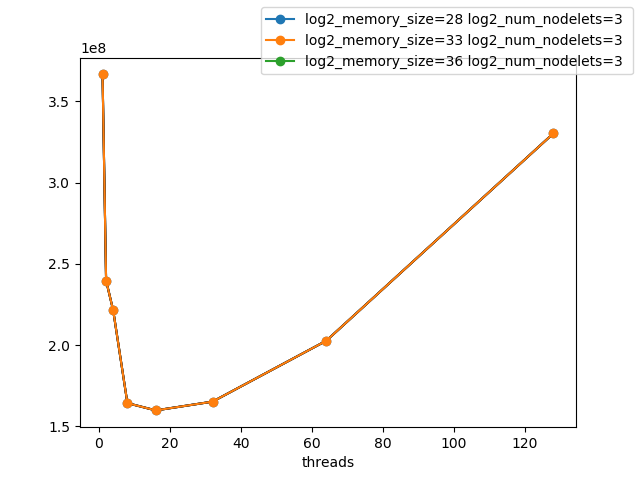 log2_memory_size=28 log2_num_nodelets=3
log2_memory_size=33 log2_num_nodelets=3
log2_memory_size=36 log2_num_nodelets=3
1e8
3.5
3.0
2.5
2.0
1.5
0 20 40 60 80 100 120
threads